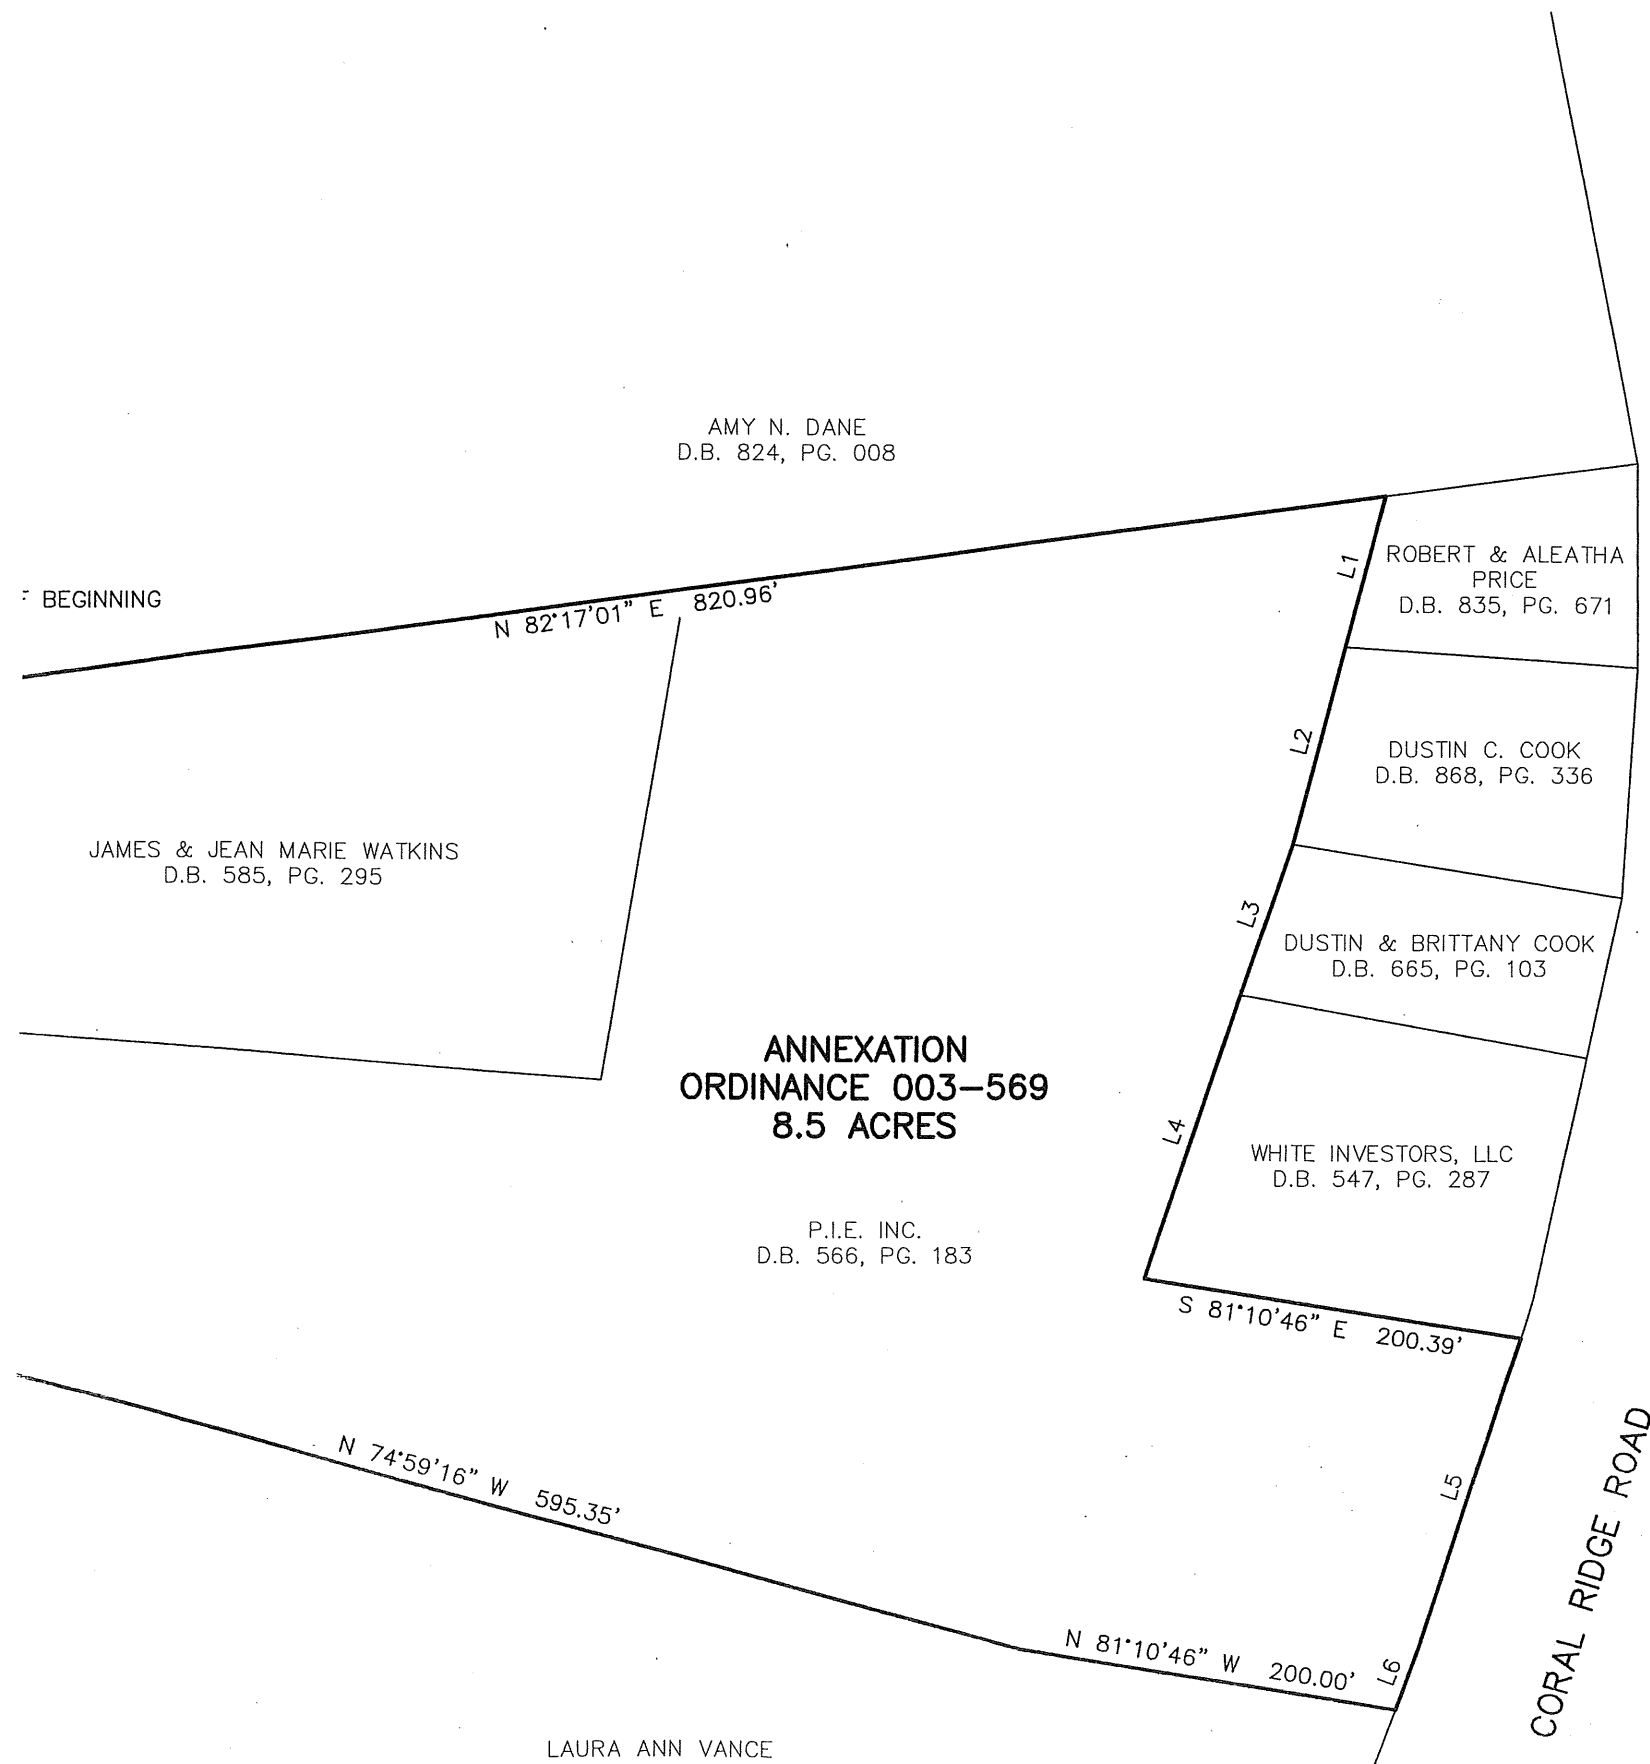 AMY N. DANE
D.B. 824, PG. 008
BEGINNING
N 82°17'01" E 820.96'
L1
ROBERT & ALEATHA
PRICE
D.B. 835, PG. 671
L2
DUSTIN C. COOK
D.B. 868, PG. 336
JAMES & JEAN MARIE WATKINS
D.B. 585, PG. 295
L3
DUSTIN & BRITTANY COOK
D.B. 665, PG. 103
ANNEXATION
ORDINANCE 003-569
8.5 ACRES
L4
WHITE INVESTORS, LLC
D.B. 547, PG. 287
P.I.E. INC.
D.B. 566, PG. 183
S 81°10'46" E 200.39'
N 74°59'16" W 595.35'
L5
CORAL RIDGE ROAD
N 81°10'46" W 200.00'
L6
LAURA ANN VANCE